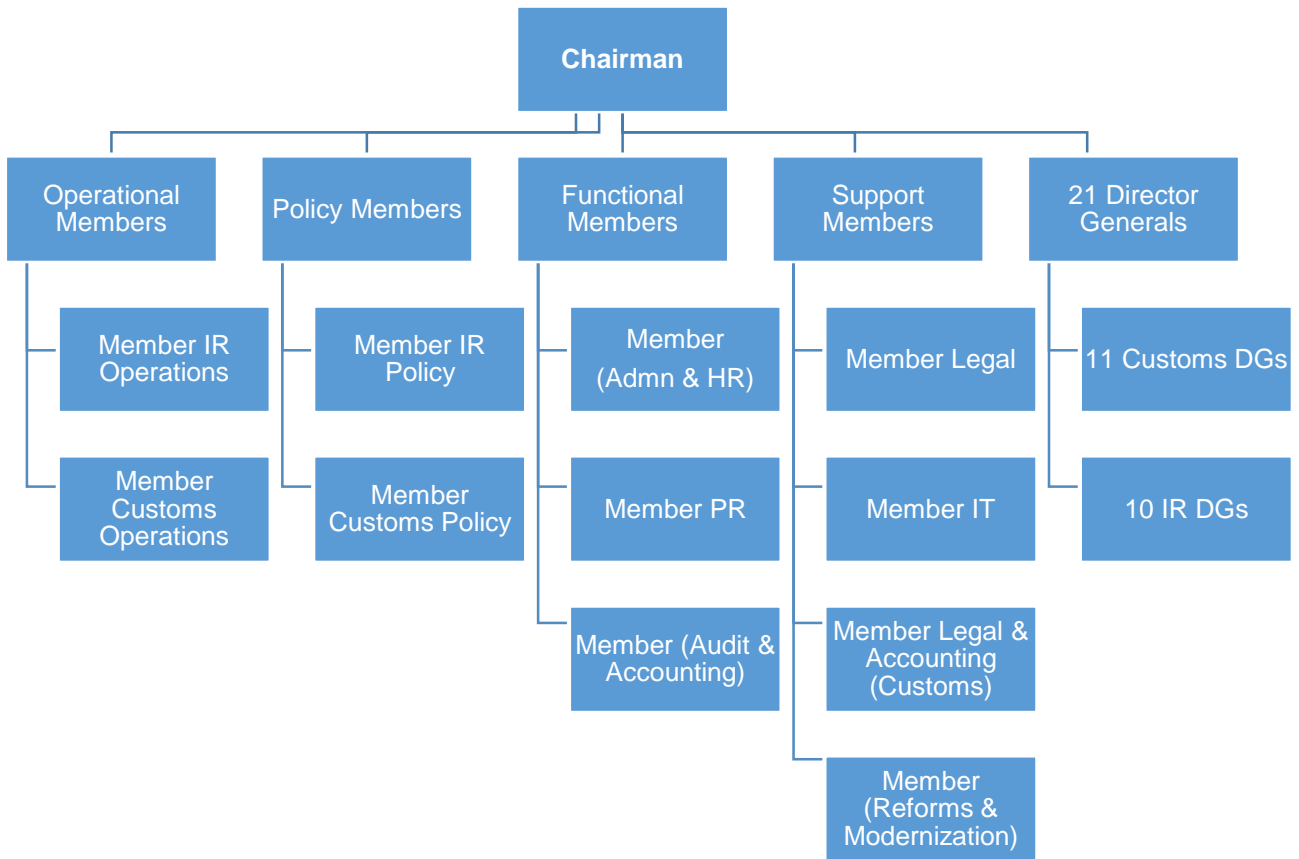 Chairman
Operational
Members
Policy Members
Functional
Members
Support
Members
21 Director
Generals
Member IR
Operations
Member IR
Policy
Member
(Admn & HR)
Member Legal
11 Customs DGs
Member
Customs
Operations
Member
Customs Policy
Member PR
Member IT
10 IR DGs
Member (Audit &
Accounting)
Member Legal &
Accounting
(Customs)
Member
(Reforms &
Modernization)